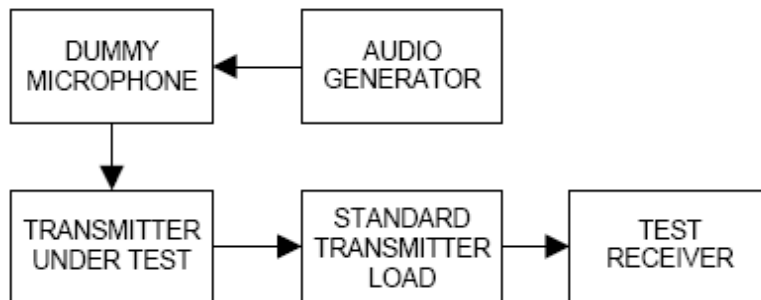 DUMMY
MICROPHONE
AUDIO
GENERATOR
TRANSMITTER
UNDER TEST
STANDARD
TRANSMITTER
LOAD
TEST
RECEIVER